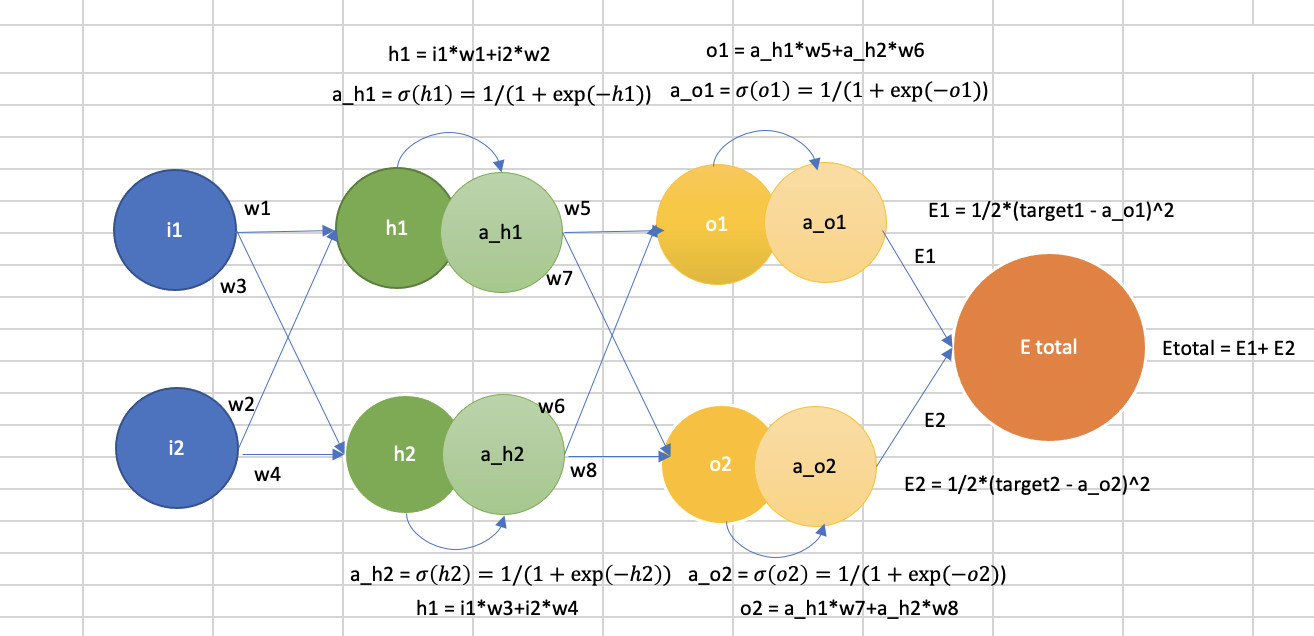 h1 = i1*w1+i2*w2
o1 = a_h1*w5+a_h2*w6
a_h1 = σ(h1) = 1/(1 + exp(−h1))
a_o1 = σ(o1) = 1/(1 + exp(−o1))
i1
w1
w3
h1
a_h1
w5
w7
o1
a_o1
E1 = 1/2*(target1 - a_o1)^2
E1
E total
Etotal = E1+ E2
i2
w2
w4
h2
a_h2
w6
w8
o2
a_o2
E2
E2 = 1/2*(target2 - a_o2)^2
a_h2 = σ(h2) = 1/(1 + exp(−h2))
a_o2 = σ(o2) = 1/(1 + exp(−o2))
h1 = i1*w3+i2*w4
o2 = a_h1*w7+a_h2*w8